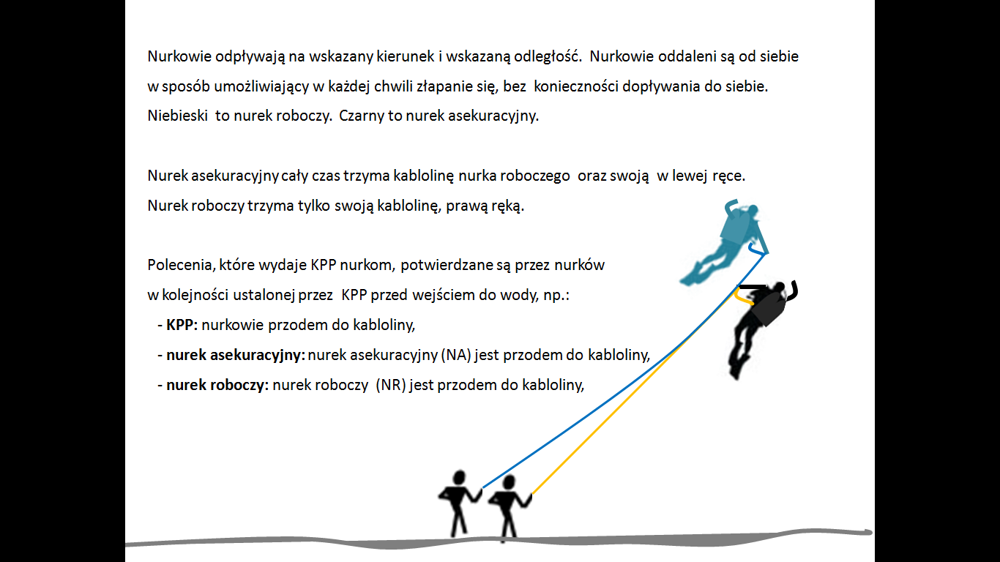 Nurkowie odpływają na wskazany kierunek i wskazaną odległość. Nurkowie oddaleni są od siebie
w sposób umożliwiający w każdej chwili złapanie się, bez konieczności dopływania do siebie.
Niebieski to nurek roboczy. Czarny to nurek asekuracyjny.
Nurek asekuracyjny cały czas trzyma kablolinę nurka roboczego oraz swoją w lewej ręce.
Nurek roboczy trzyma tylko swoją kablolinę, prawą ręką.
Polecenia, które wydaje KPP nurkom, potwierdzane są przez nurków
w kolejności ustalonej przez KPP przed wejściem do wody, np.:
- KPP: nurkowie przodem do kabloliny,
- nurek asekuracyjny: nurek asekuracyjny (NA) jest przodem do kabloliny,
- nurek roboczy: nurek roboczy (NR) jest przodem do kabloliny,